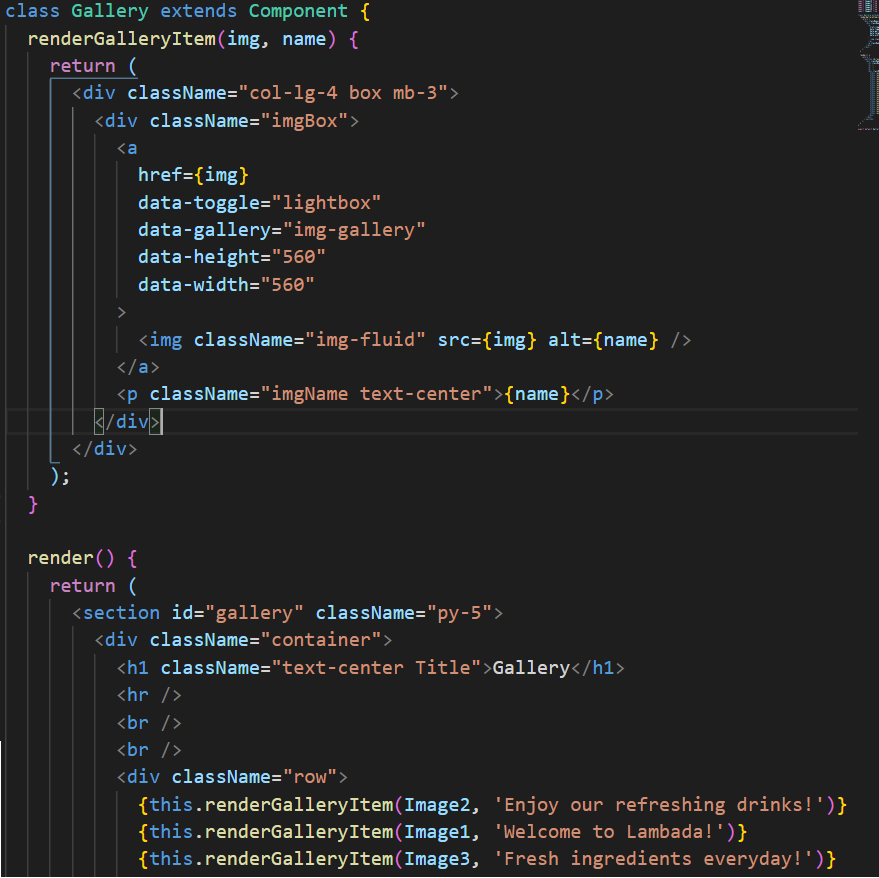 class Gallery extends Component {
renderGalleryItem(img, name) {
return (
<div className="col-lg-4 box mb-3">
<div className="imgBox">
<a
href={img}
data-toggle="lightbox"
data-gallery="img-gallery"
data-height="560"
data-width="560"
>
<img className="img-fluid" src={img} alt={name} />
</a>
<p className="imgName text-center">{name}</p>
</div>
</div>
);
}
render() {
return (
<section id="gallery" className="py-5">
<div className="container">
<h1 className="text-center Title">Gallery</h1>
<hr />
<br />
<br />
<div className="row">
{this.renderGalleryItem(Image2, 'Enjoy our refreshing drinks!')}
{this.renderGalleryItem(Image1, 'Welcome to Lambada!')}
{this.renderGalleryItem(Image3, 'Fresh ingredients everyday!')}